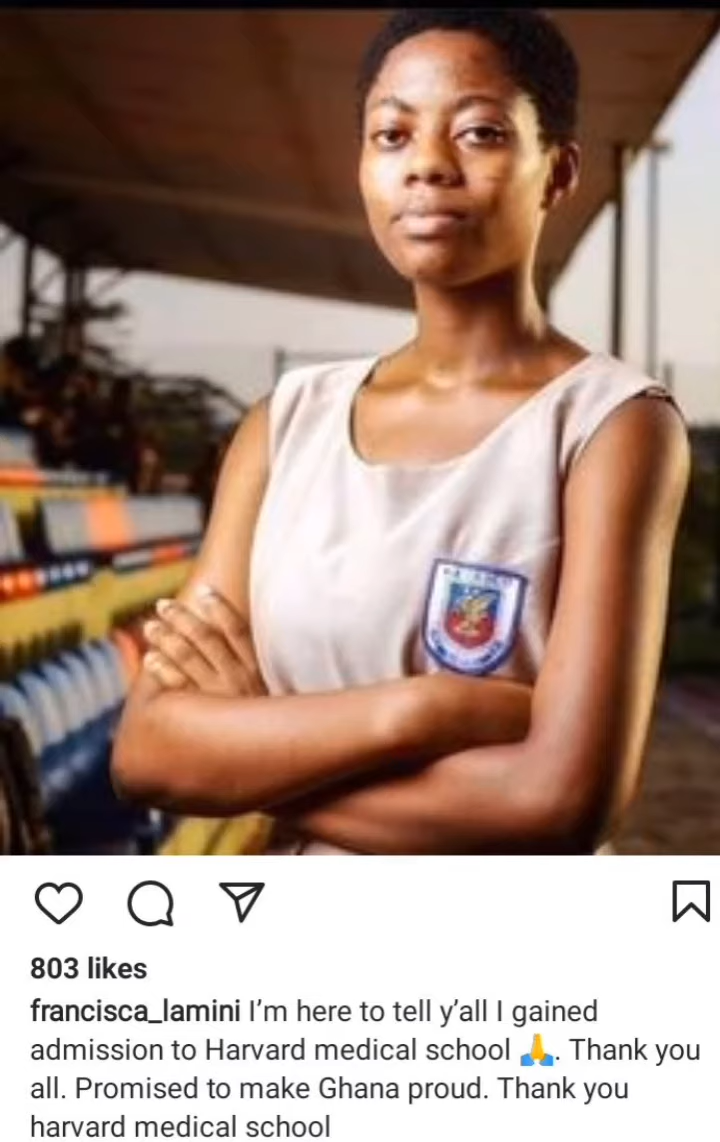 803 likes
francisca_lamini I’m here to tell y’all I gained
admission to Harvard medical school 🙏. Thank you
all. Promised to make Ghana proud. Thank you
harvard medical school